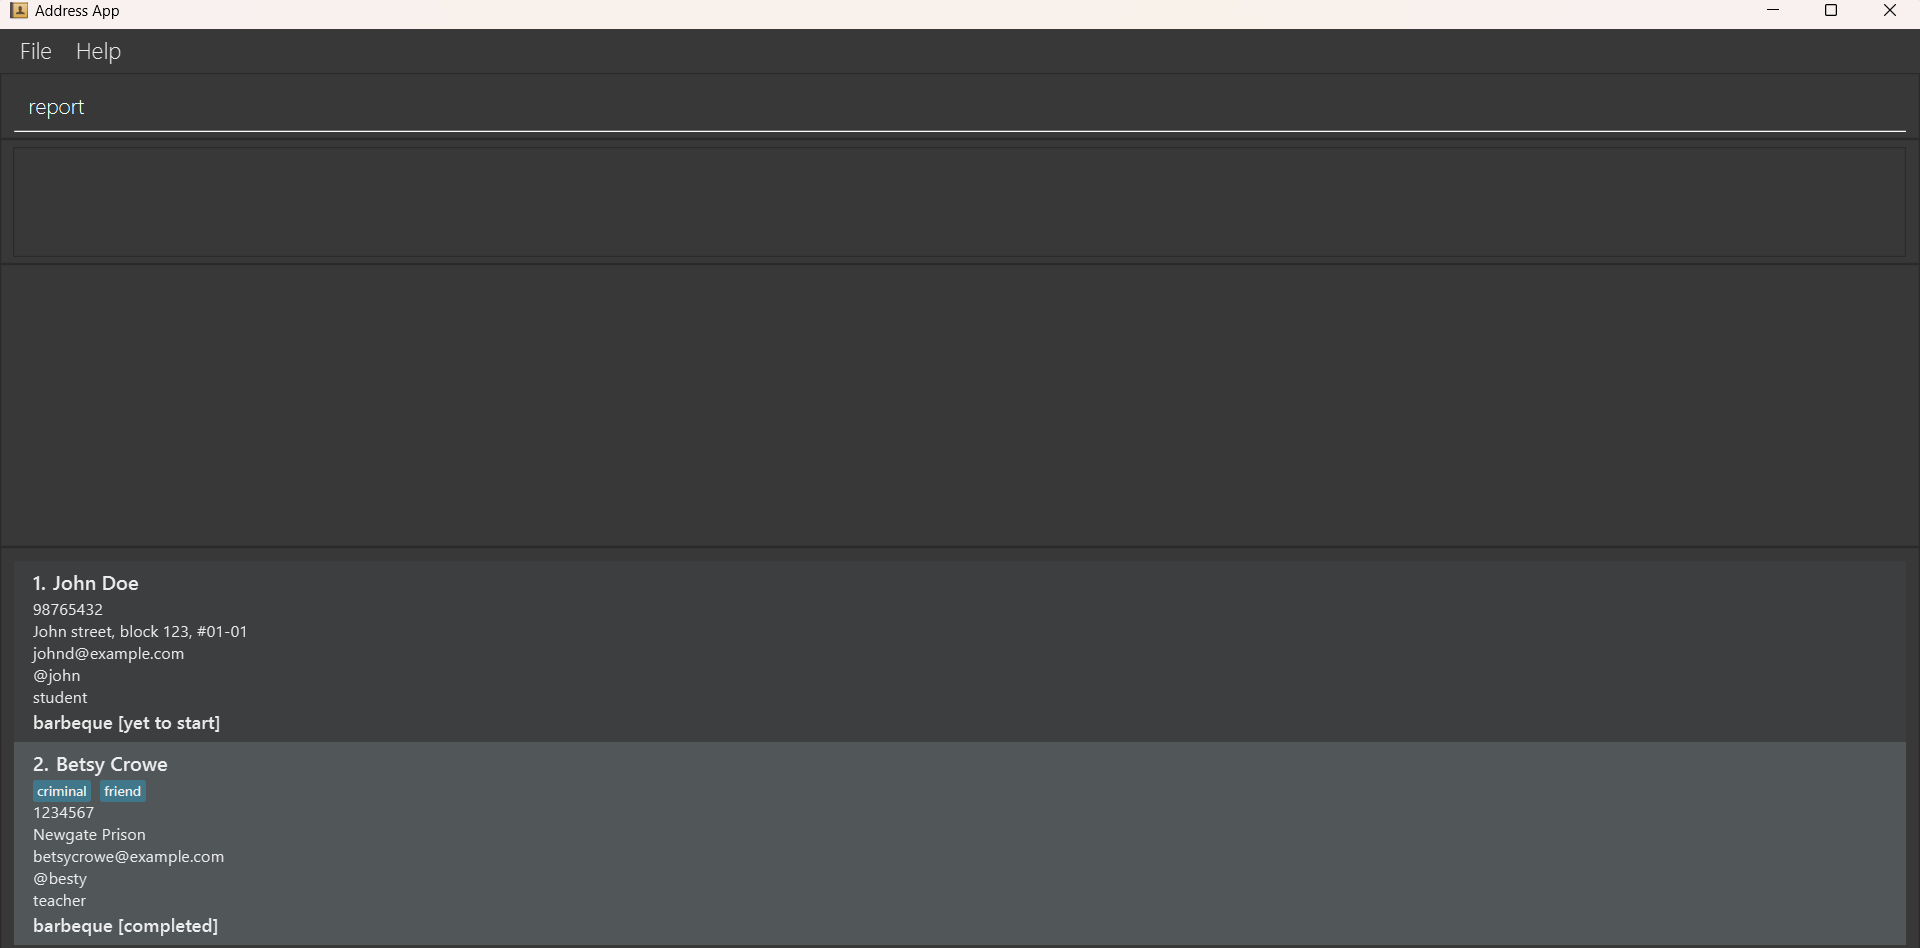 Address App
File Help
report
1. John Doe
98765432
John street, block 123, #01-01
johnd@example.com
@john
student
barbeque [yet to start]
2. Betsy Crowe
criminal friend
1234567
Newgate Prison
betsycrowe@example.com
@besty
teacher
barbeque [completed]